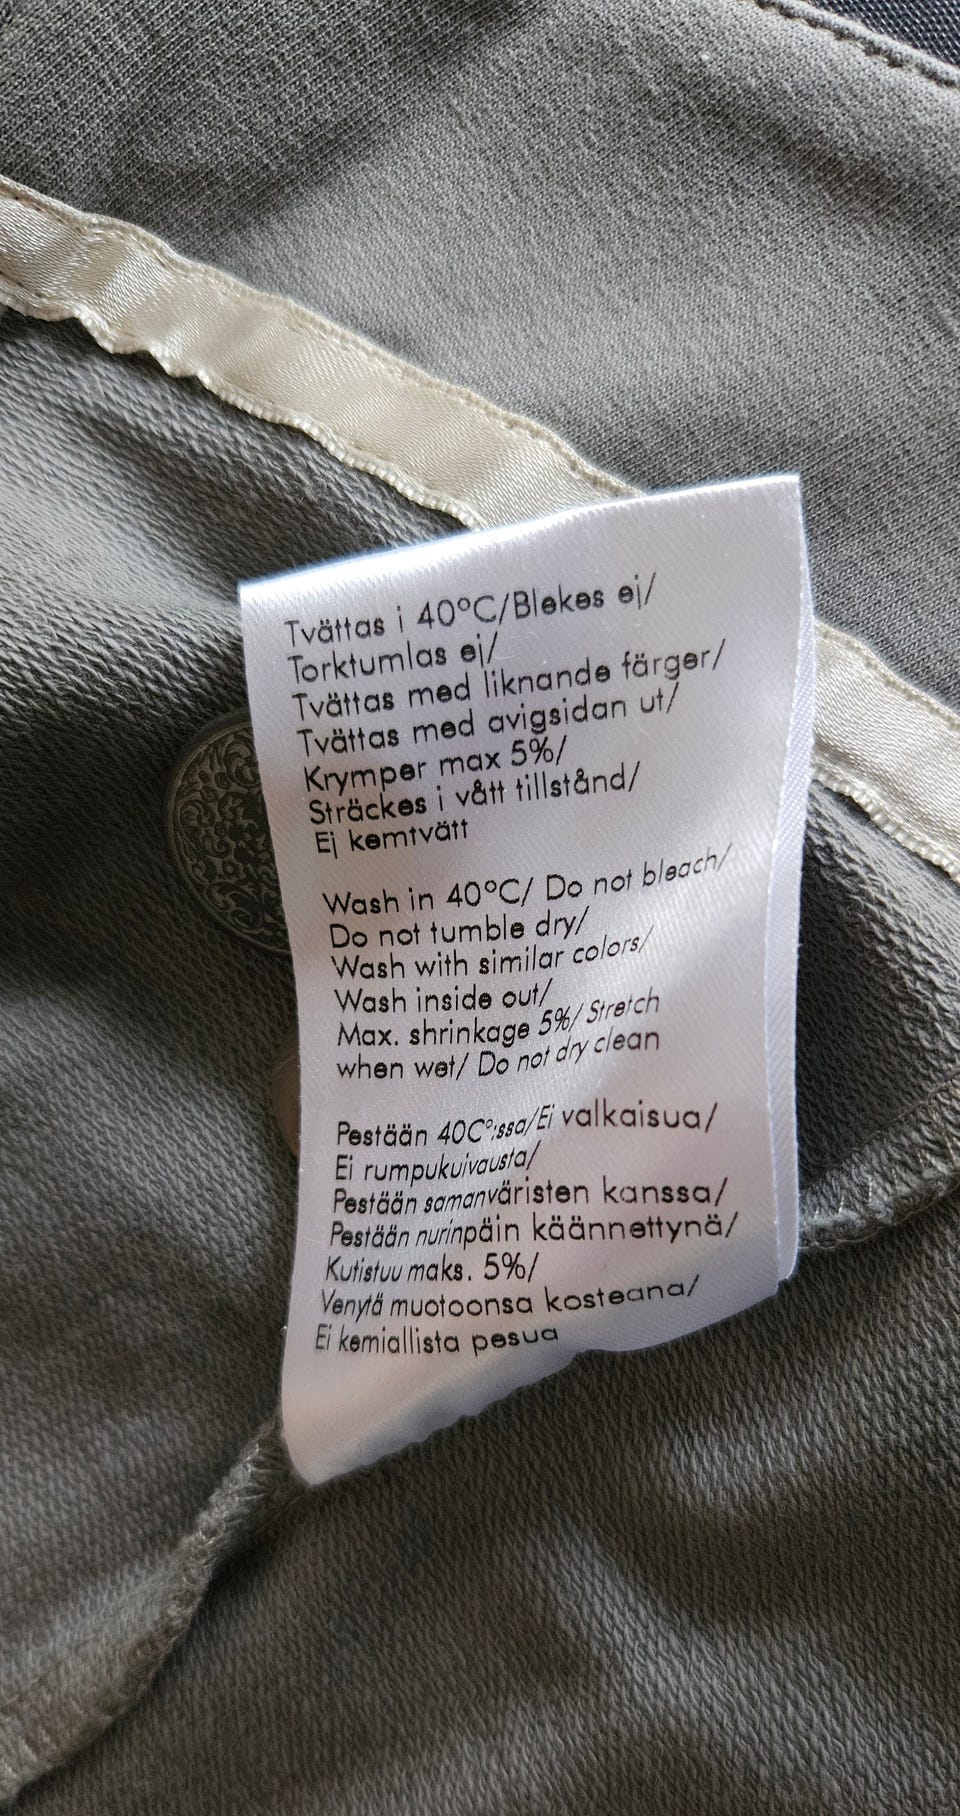 Tvättas i 40°C/Blekes ej/
Torktumlas ej/
Tvättas med liknande färger/
Tvättas med avigsidan ut/
Krymper max 5%/
Sträckes i vått tillstånd/
Ej kemtvätt
Wash in 40°C/ Do not bleach/
Do not tumble dry/
Wash with similar colors/
Wash inside out/
Max. shrinkage 5%/ Stretch
when wet/ Do not dry clean
Pestään 40C°:ssa/Ei valkaisua/
Ei rumpukuivausta/
Pestään samanväristen kanssa/
Pestään nurinpäin käännettynä/
Kutistuu maks. 5%/
Venytä muotoonsa kosteana/
Ei kemiallista pesua